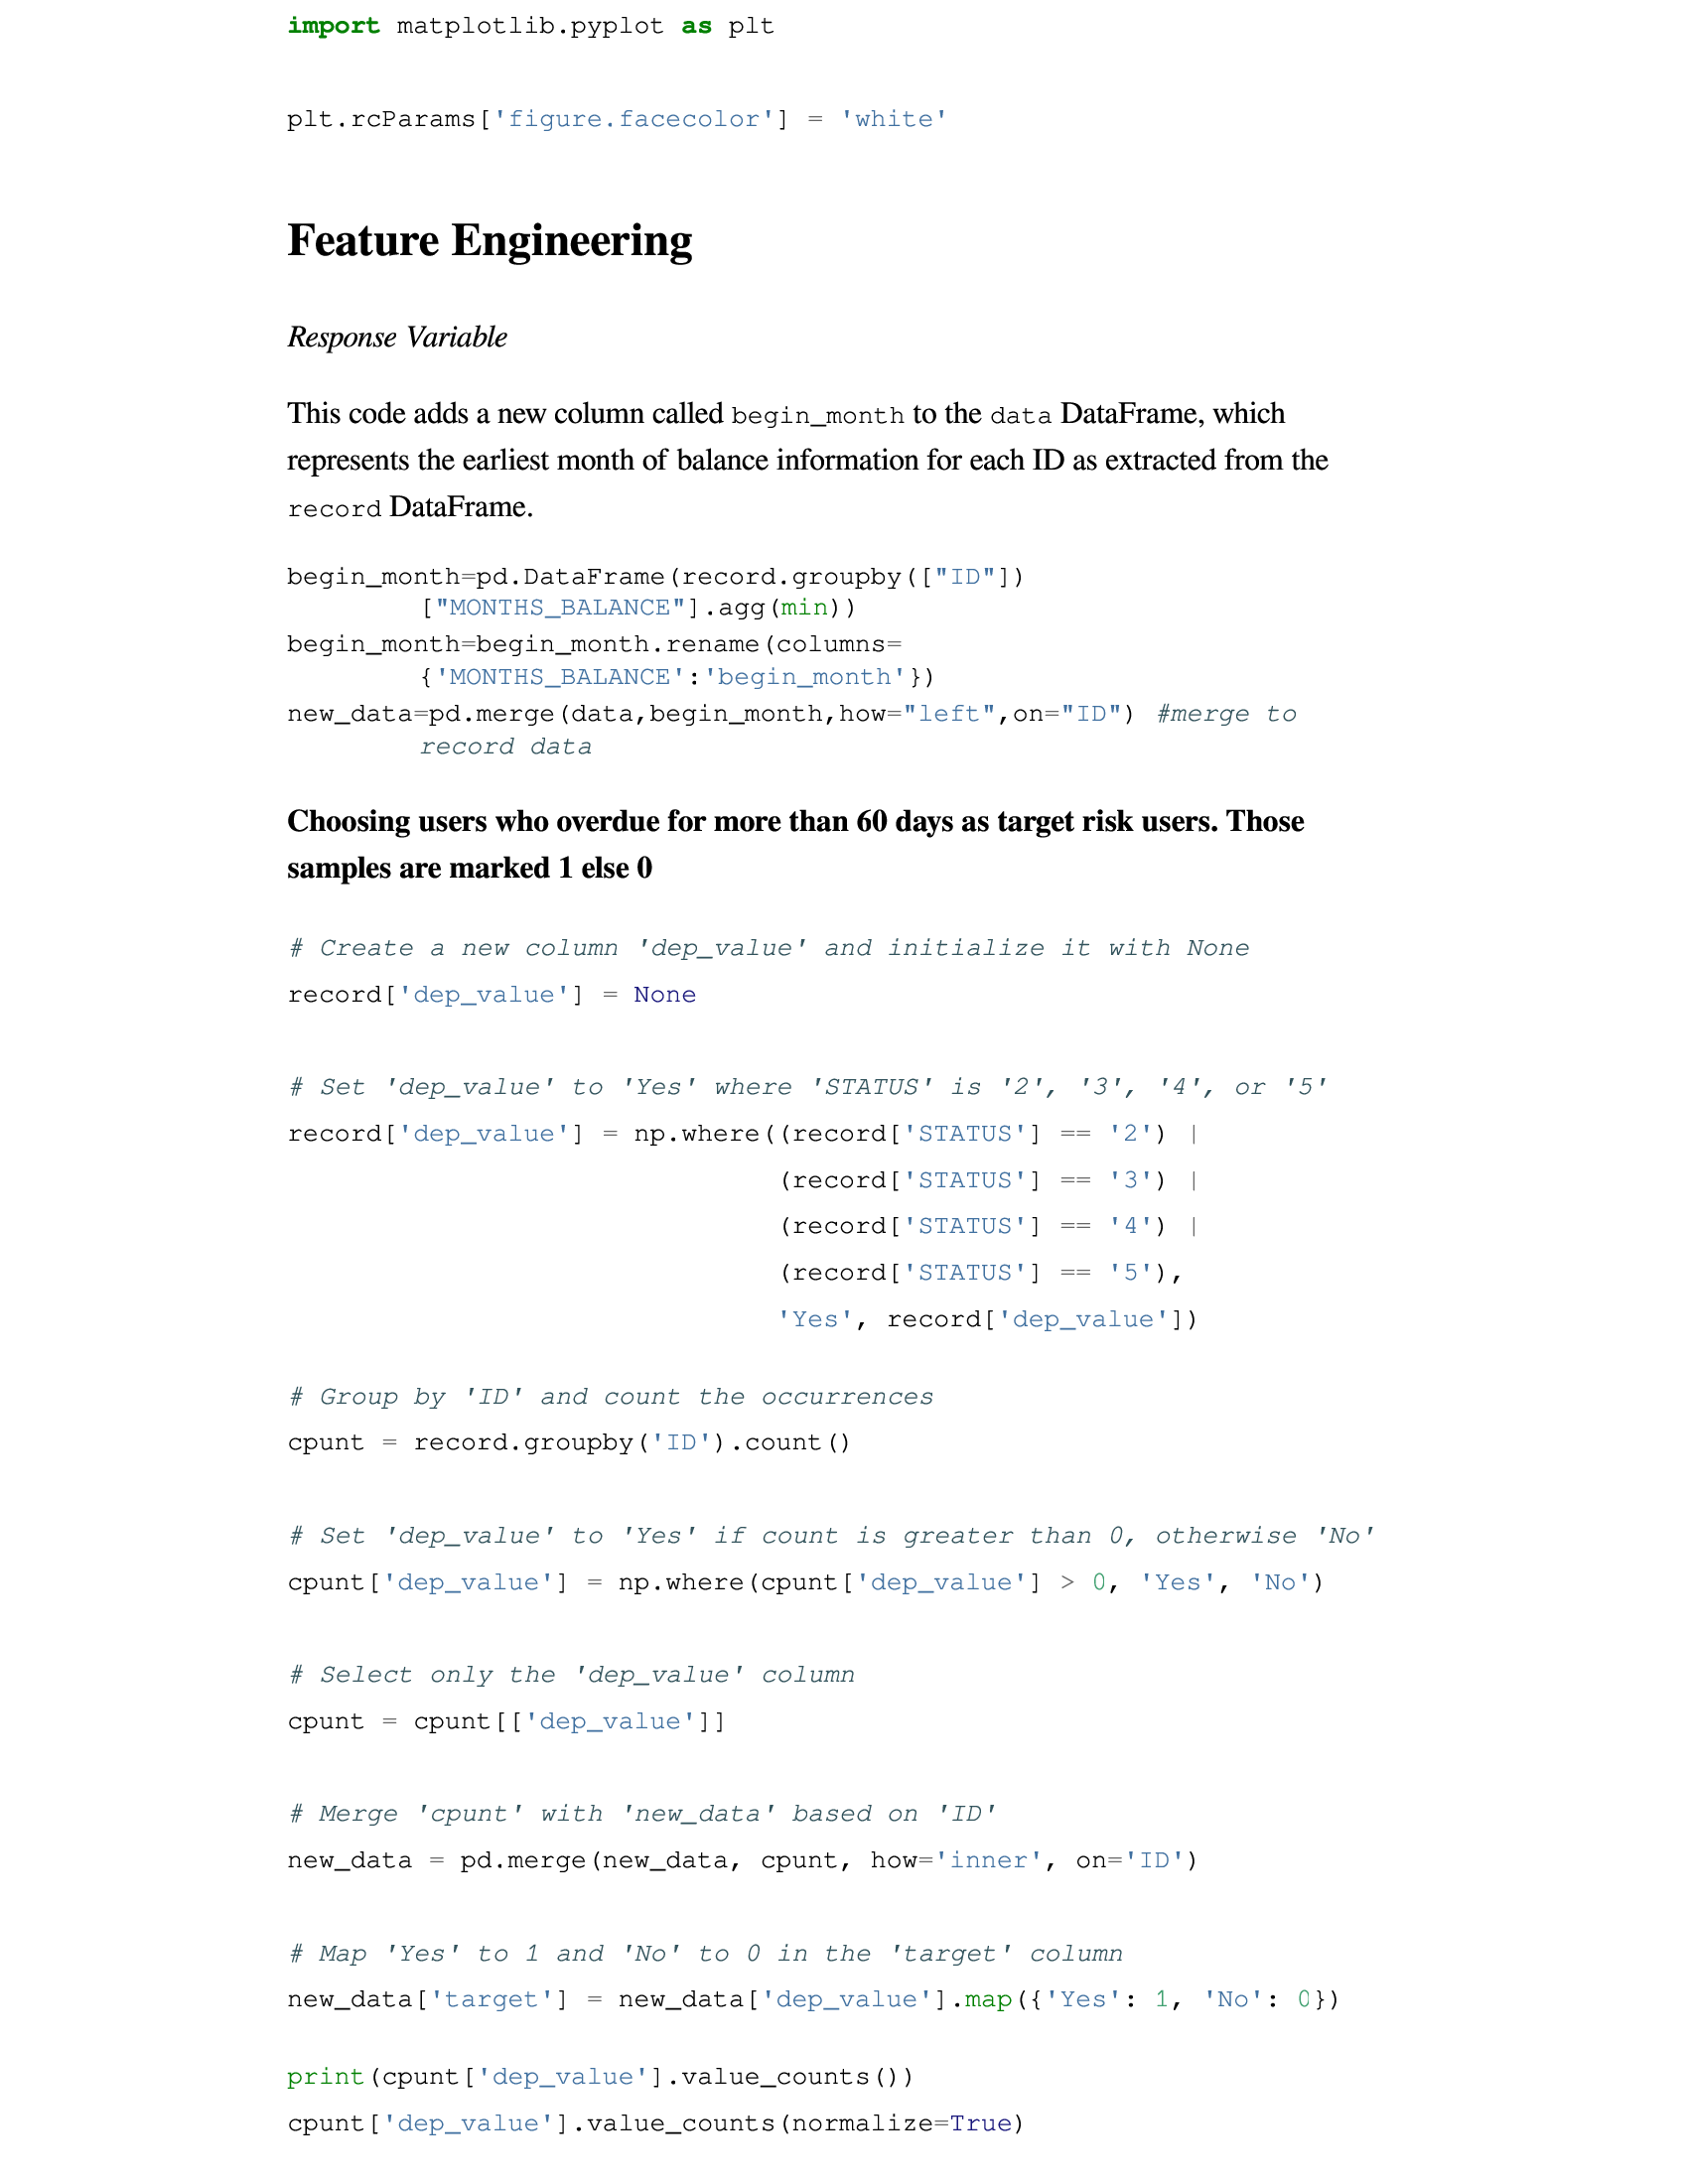 import matplotlib.pyplot as plt
plt.rcParams['figure.facecolor'] = 'white'
Feature Engineering
Response Variable
This code adds a new column called begin_month to the data DataFrame, which
represents the earliest month of balance information for each ID as extracted from the
record DataFrame.
begin_month=pd.DataFrame(record.groupby(["ID"])
["MONTHS_BALANCE"].agg(min))
begin_month=begin_month.rename(columns=
{'MONTHS_BALANCE':'begin_month'})
new_data=pd.merge(data,begin_month,how="left",on="ID") #merge to
record data
Choosing users who overdue for more than 60 days as target risk users. Those
samples are marked 1 else 0
# Create a new column 'dep_value' and initialize it with None
record['dep_value'] = None
# Set 'dep_value' to 'Yes' where 'STATUS' is '2', '3', '4', or '5'
record['dep_value'] = np.where((record['STATUS'] == '2') |
(record['STATUS'] == '3') |
(record['STATUS'] == '4') |
(record['STATUS'] == '5'),
'Yes', record['dep_value'])
# Group by 'ID' and count the occurrences
cpunt = record.groupby('ID').count()
# Set 'dep_value' to 'Yes' if count is greater than 0, otherwise 'No'
cpunt['dep_value'] = np.where(cpunt['dep_value'] > 0, 'Yes', 'No')
# Select only the 'dep_value' column
cpunt = cpunt[['dep_value']]
# Merge 'cpunt' with 'new_data' based on 'ID'
new_data = pd.merge(new_data, cpunt, how='inner', on='ID')
# Map 'Yes' to 1 and 'No' to 0 in the 'target' column
new_data['target'] = new_data['dep_value'].map({'Yes': 1, 'No': 0})
print(cpunt['dep_value'].value_counts())
cpunt['dep_value'].value_counts(normalize=True)